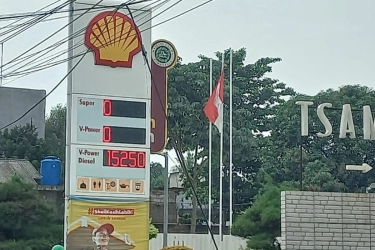 Super 0
V-Power 0
V-Power Diesel 15250
TSAM